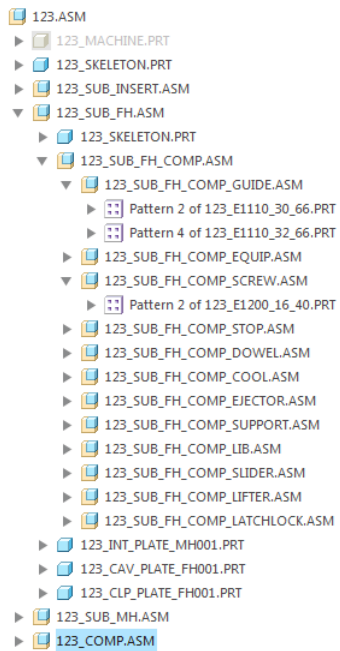 123.ASM
123_MACHINE.PRT
123_SKELETON.PRT
123_SUB_INSERT.ASM
123_SUB_FH.ASM
123_SKELETON.PRT
123_SUB_FH_COMP.ASM
123_SUB_FH_COMP_GUIDE.ASM
Pattern 2 of 123_E1110_30_66.PRT
Pattern 4 of 123_E1110_32_66.PRT
123_SUB_FH_COMP_EQUIP.ASM
123_SUB_FH_COMP_SCREW.ASM
Pattern 2 of 123_E1200_16_40.PRT
123_SUB_FH_COMP_STOP.ASM
123_SUB_FH_COMP_DOWEL.ASM
123_SUB_FH_COMP_COOL.ASM
123_SUB_FH_COMP_EJECTOR.ASM
123_SUB_FH_COMP_SUPPORT.ASM
123_SUB_FH_COMP_LIB.ASM
123_SUB_FH_COMP_SLIDER.ASM
123_SUB_FH_COMP_LIFTER.ASM
123_SUB_FH_COMP_LATCHLOCK.ASM
123_INT_PLATE_MH001.PRT
123_CAV_PLATE_FH001.PRT
123_CLP_PLATE_FH001.PRT
123_SUB_MH.ASM
123_COMP.ASM